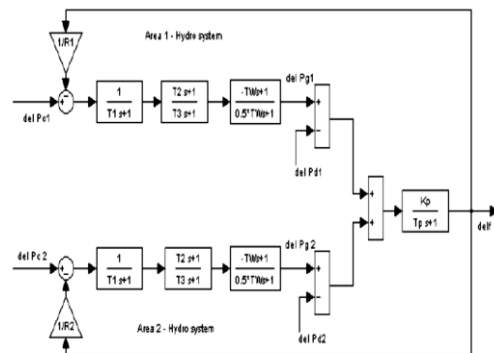 Area 1 - Hydro system
1/R1
del Pc1
1
T1 s+1
T2 s+1
T3 s+1
-TWs+1
0.5*TWs+1
del Pg1
del Pd1
Kp
Tp s+1
delf
del Pc 2
1
T1 s+1
T2 s+1
T3 s+1
-TWs+1
0.5*TWs+1
del Pg 2
del Pd2
1/R2
Area 2 - Hydro system